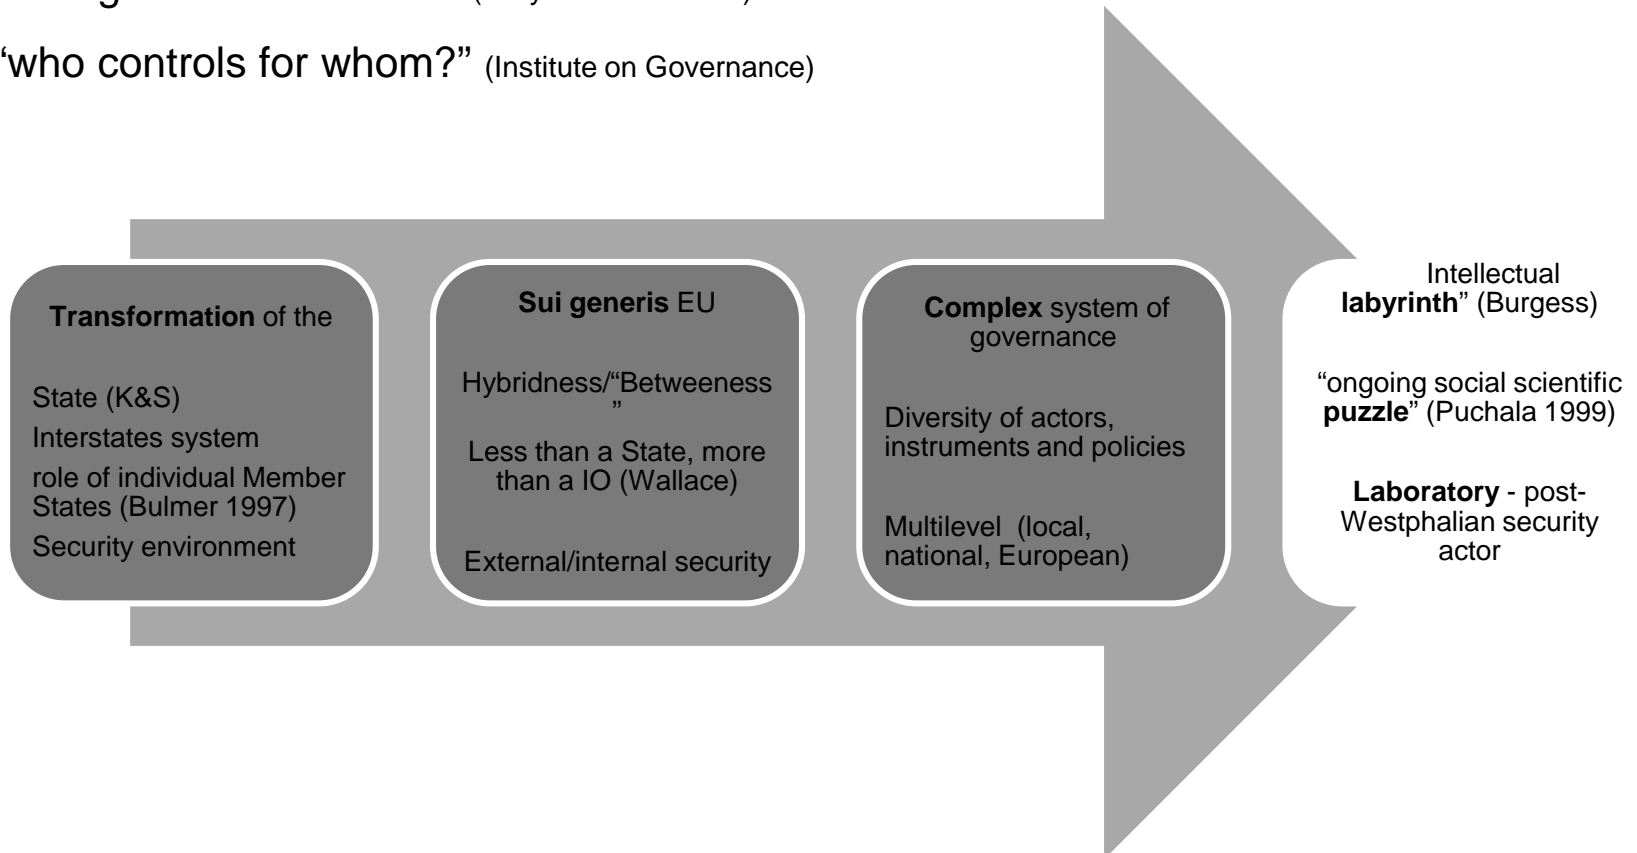 “who controls for whom?” (Institute on Governance)
Transformation of the
State (K&S)
Interstates system
role of individual Member
States (Bulmer 1997)
Security environment
Sui generis EU
Hybridness/“Betweeness
”
Less than a State, more
than a IO (Wallace)
External/internal security
Complex system of
governance
Diversity of actors,
instruments and policies
Multilevel (local,
national, European)
Intellectual
labyrinth” (Burgess)
“ongoing social scientific
puzzle” (Puchala 1999)
Laboratory - post-
Westphalian security
actor